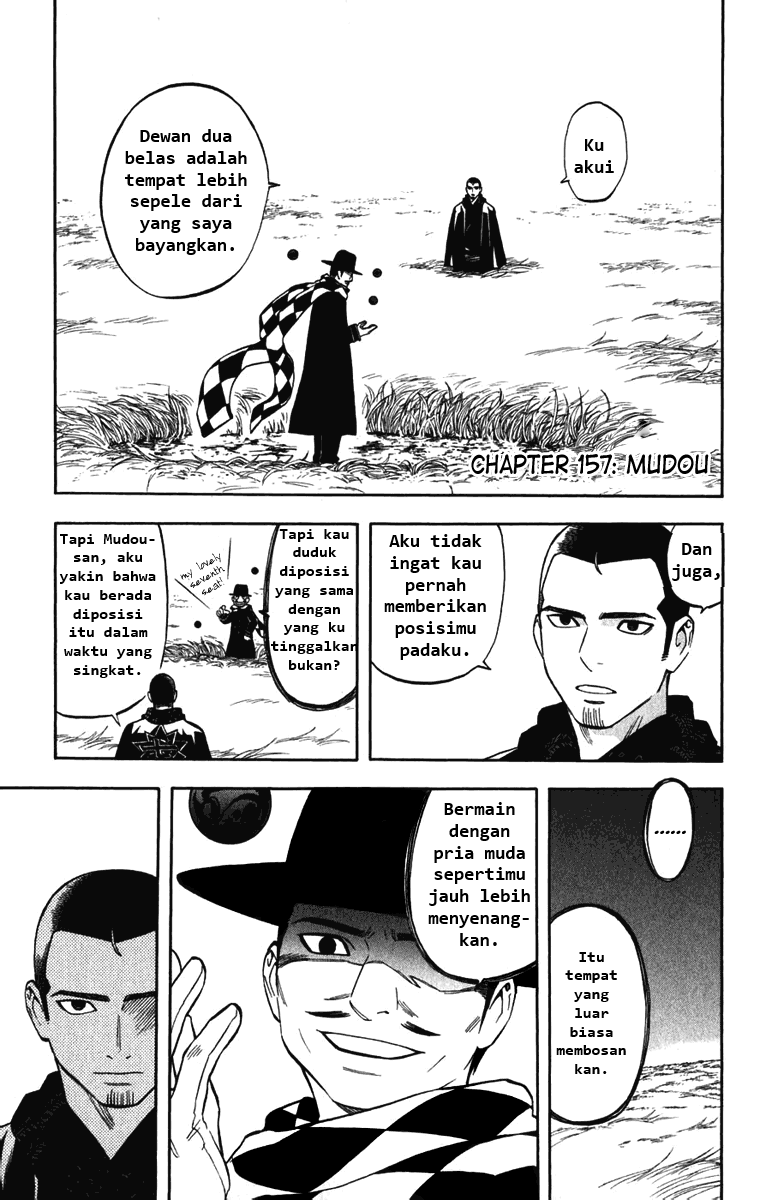 Ku
akui
Dewan dua
belas adalah
tempat lebih
sepele dari
yang saya
bayangkan.
CHAPTER 157: MUDOU
Dan
juga,
Aku tidak
ingat kau
pernah
memberikan
posisimu
padaku.
Tapi kau
duduk
diposisi
yang sama
dengan
yang ku
tinggalkan
bukan?
my lovely
seventh
seat!
Tapi Mudou-
san, aku
yakin bahwa
kau berada
diposisi
itu dalam
waktu yang
singkat.
......
Itu
tempat
yang
luar
biasa
membosan
kan.
Bermain
dengan
pria muda
sepertimu
jauh lebih
menyenang-
kan.